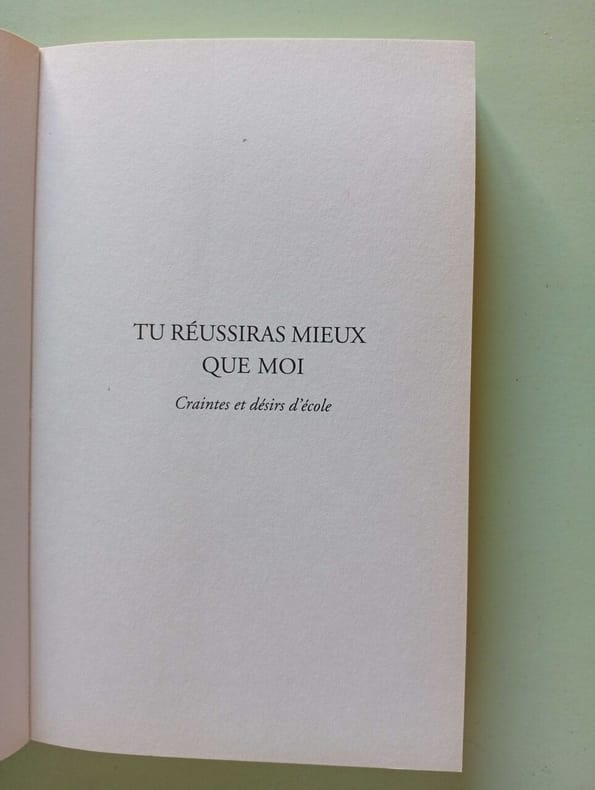 TU RÉUSSIRAS MIEUX
QUE MOI
Craintes et désirs d'école